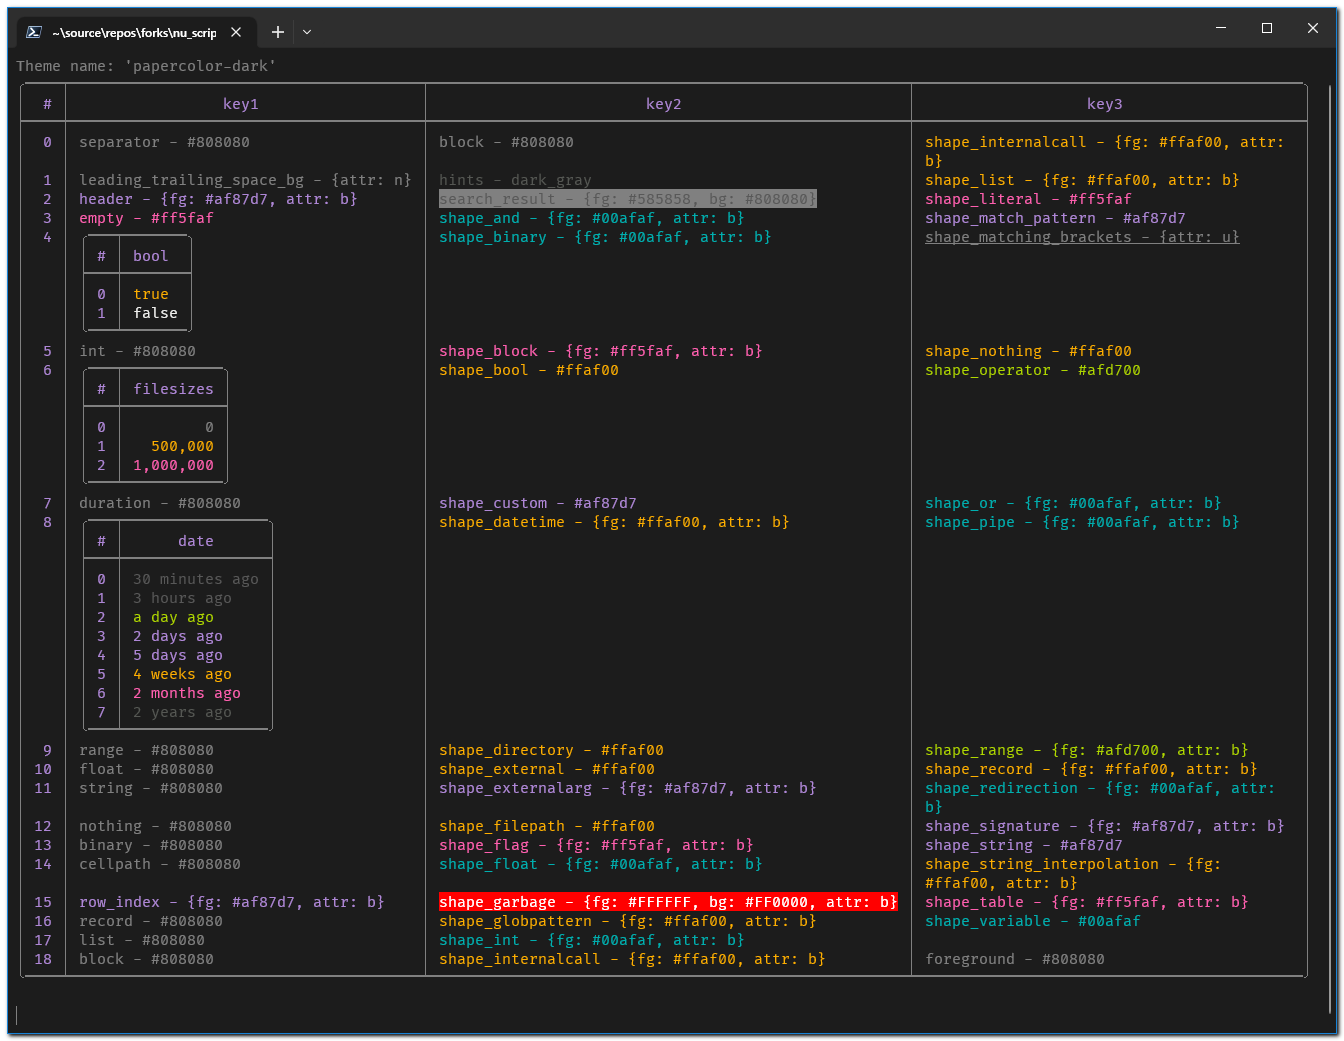 ~\source\repos\forks\nu_scrip
Theme name: 'papercolor-dark'
# key1 key2 key3
0 separator - #808080 block - #808080 shape_internalcall - {fg: #ffaf00, attr:
b}
1 leading_trailing_space_bg - {attr: n} hints - dark_gray shape_list - {fg: #ffaf00, attr: b}
2 header - {fg: #af87d7, attr: b} search_result - {fg: #585858, bg: #808080} shape_literal - #ff5faf
3 empty - #ff5faf shape_and - {fg: #00afaf, attr: b} shape_match_pattern - #af87d7
4 shape_binary - {fg: #00afaf, attr: b} shape_matching_brackets - {attr: u}
# bool
0 true
1 false
5 int - #808080 shape_block - {fg: #ff5faf, attr: b} shape_nothing - #ffaf00
6 shape_bool - #ffaf00 shape_operator - #afd700
# filesizes
0 0
1 500,000
2 1,000,000
7 duration - #808080 shape_custom - #af87d7 shape_or - {fg: #00afaf, attr: b}
8 shape_datetime - {fg: #ffaf00, attr: b} shape_pipe - {fg: #00afaf, attr: b}
# date
0 30 minutes ago
1 3 hours ago
2 a day ago
3 2 days ago
4 5 days ago
5 4 weeks ago
6 2 months ago
7 2 years ago
9 range - #808080 shape_directory - #ffaf00 shape_range - {fg: #afd700, attr: b}
10 float - #808080 shape_external - #ffaf00 shape_record - {fg: #ffaf00, attr: b}
11 string - #808080 shape_externalarg - {fg: #af87d7, attr: b} shape_redirection - {fg: #00afaf, attr:
b}
12 nothing - #808080 shape_filepath - #ffaf00 shape_signature - {fg: #af87d7, attr: b}
13 binary - #808080 shape_flag - {fg: #ff5faf, attr: b} shape_string - #af87d7
14 cellpath - #808080 shape_float - {fg: #00afaf, attr: b} shape_string_interpolation - {fg:
#ffaf00, attr: b}
15 row_index - {fg: #af87d7, attr: b} shape_garbage - {fg: #FFFFFF, bg: #FF0000, attr: b} shape_table - {fg: #ff5faf, attr: b}
16 record - #808080 shape_globpattern - {fg: #ffaf00, attr: b} shape_variable - #00afaf
17 list - #808080 shape_int - {fg: #00afaf, attr: b}
18 block - #808080 shape_internalcall - {fg: #ffaf00, attr: b} foreground - #808080